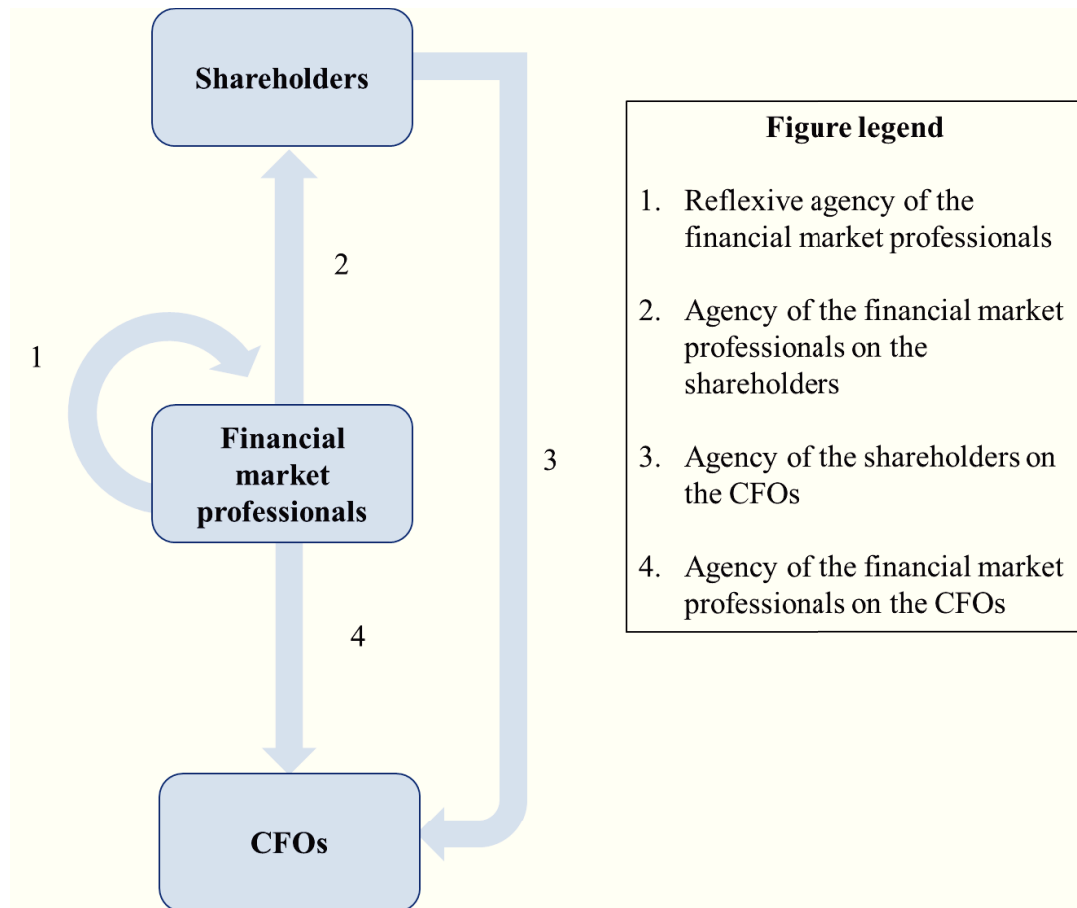 Shareholders
2
1
Financial
market
professionals
3
4
CFOs
Figure legend
1. Reflexive agency of the
financial market professionals
2. Agency of the financial market
professionals on the
shareholders
3. Agency of the shareholders on
the CFOs
4. Agency of the financial market
professionals on the CFOs